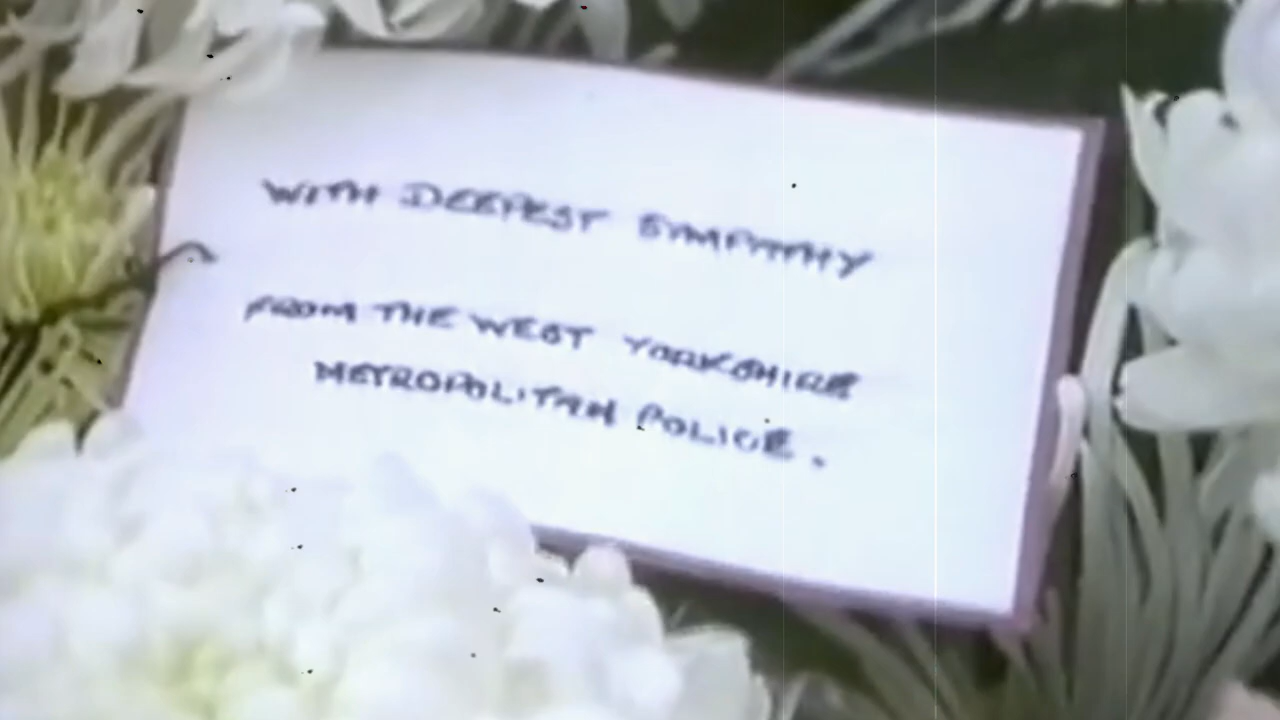 WITH DEEPEST SYMPATHY
FROM THE WEST YORKSHIRE
METROPOLITAN POLICE.